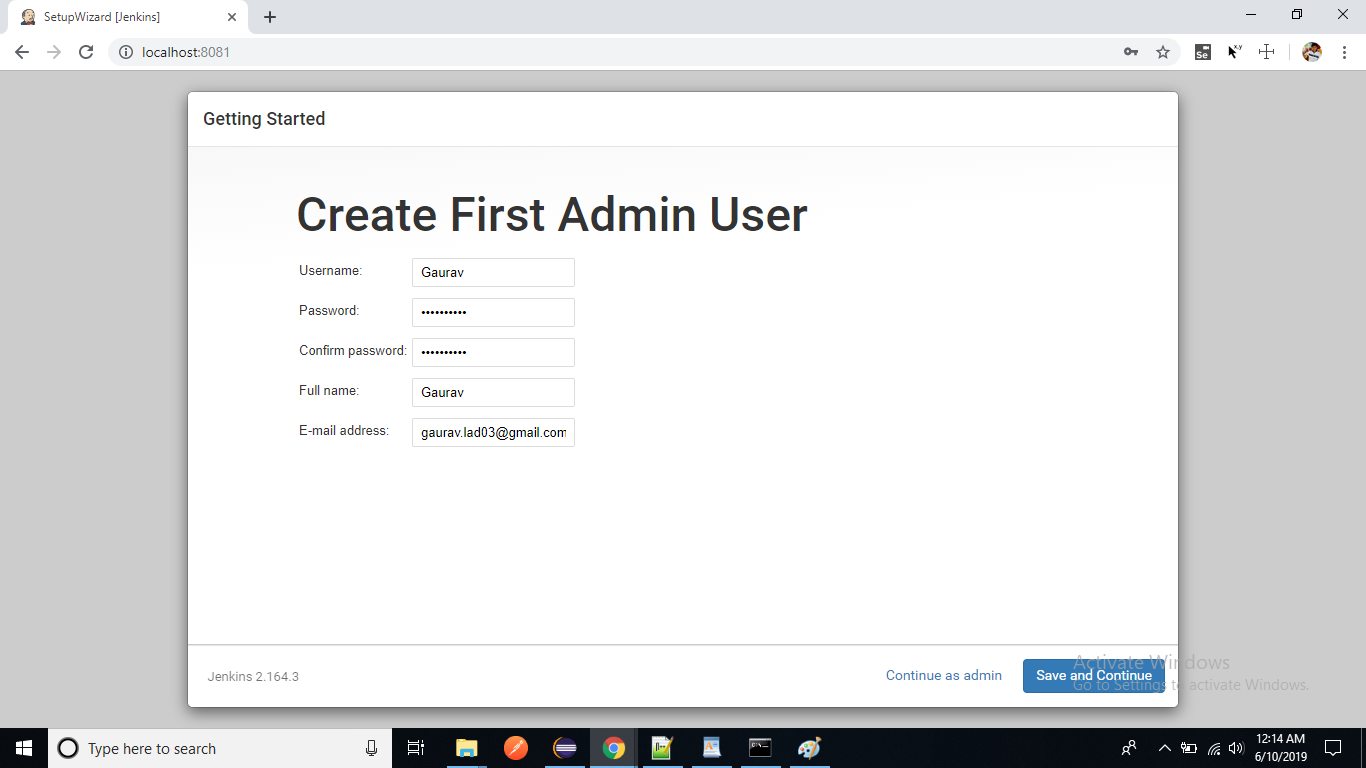 SetupWizard [Jenkins]
localhost:8081
Se
x,y
Getting Started
Create First Admin User
Username:
Gaurav
Password:
••••••••••
Confirm password:
••••••••••
Full name:
Gaurav
E-mail address:
gaurav.lad03@gmail.com
Jenkins 2.164.3
Continue as admin
Save and Continue
Activate Windows
Go to Settings to activate Windows.
Type here to search
12:14 AM
6/10/2019